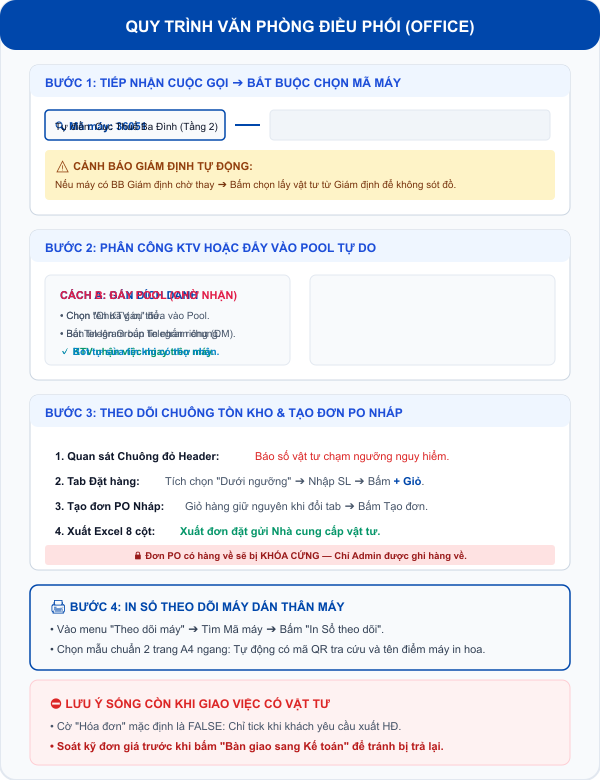 QUY TRÌNH VĂN PHÒNG ĐIỀU PHỐI (OFFICE)
BƯỚC 1: TIẾP NHẬN CUỘC GỌI ➔ BẮT BUỘC CHỌN MÃ MÁY
Mã máy: 36051
Ba Đình (Tầng 2)
⚠ CẢNH BÁO GIÁM ĐỊNH TỰ ĐỘNG:
Nếu máy có BB Giám định chờ thay ➔ Bấm chọn lấy vật tư từ Giám định để không sót đồ.
BƯỚC 2: PHÂN CÔNG KTV HOẶC ĐẨY VÀO POOL TỰ DO
BƯỚC 3: THEO DÕI CHUÔNG TỒN KHO & TẠO ĐƠN PO NHÁP
1. Quan sát Chuông đỏ Header: Báo số vật tư chạm ngưỡng nguy hiểm.
2. Tab Đặt hàng: Tích chọn "Dưới ngưỡng" ➔ Nhập SL ➔ Bấm + Giỏ.
3. Tạo đơn PO Nháp: Giỏ hàng giữ nguyên khi đổi tab ➔ Bấm Tạo đơn.
4. Xuất Excel 8 cột: Xuất đơn đặt gửi Nhà cung cấp vật tư.
🔒 Đơn PO có hàng về sẽ bị KHÓA CỨNG — Chỉ Admin được ghi hàng về.
🖨 BƯỚC 4: IN SỔ THEO DÕI MÁY DÁN THÂN MÁY
• Vào menu "Theo dõi máy" ➔ Tìm Mã máy ➔ Bấm "In Sổ theo dõi".
• Chọn mẫu chuẩn 2 trang A4 ngang: Tự động có mã QR tra cứu và tên điểm máy in hoa.
⛔ LƯU Ý SỐNG CÒN KHI GIAO VIỆC CÓ VẬT TƯ
• Cờ "Hóa đơn" mặc định là FALSE: Chỉ tick khi khách yêu cầu xuất HĐ.
• Soát kỹ đơn giá trước khi bấm "Bàn giao sang Kế toán" để tránh bị trả lại.